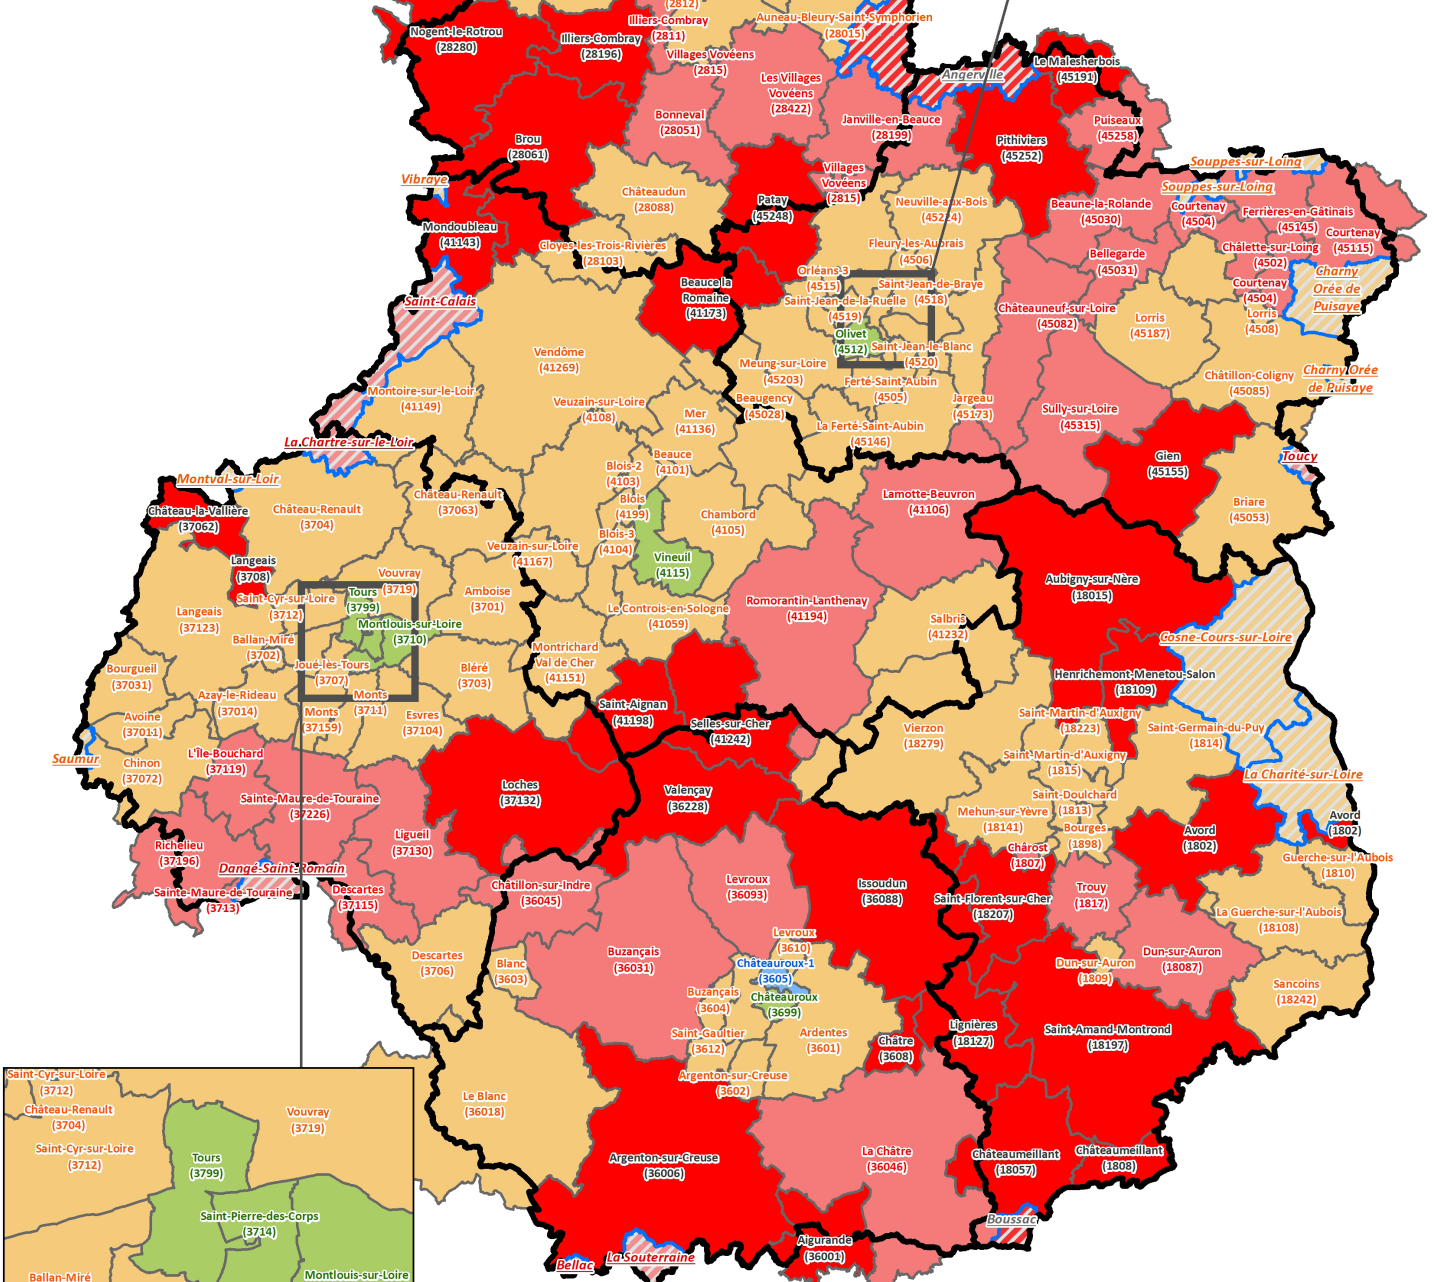 (2812)
Auneau-Bleury-Saint-Symphorien
(28015)
Illiers-Combray
(2811)
Nogent-le-Rotrou
(28280)
Illiers-Combray
(28196)
Villages Vovéens
(2815)
Les Villages
Vovéens
(28422)
Angerville
Le Malesherbois
(45191)
Bonneval
(28051)
Janville-en-Beauce
(28199)
Puiseaux
(45258)
Pithiviers
(45252)
Brou
(28061)
Villages
Vovéens
(2815)
Souppes-sur-Loing
Vibraye
Souppes-sur-Loing
Châteaudun
(28088)
Patay
(45248)
Neuville-aux-Bois
(45224)
Beaune-la-Rolande
(45030)
Courtenay
(4504)
Ferrières-en-Gâtinais
(45145)
Mondoubleau
(41143)
Courtenay
(45115)
Cloyes-les-Trois-Rivières
(28103)
Fleury-les-Aubrais
(4506)
Bellegarde
(45031)
Châlette-sur-Loing
(4502)
Orléans-3
(4515)
Charny
Orée de
Puisaye
Beauce la
Romaine
(41173)
Saint-Jean-de-Braye
(4518)
Courtenay
(4504)
Saint-Calais
Saint-Jean-de-la-Ruelle
(4519)
Châteauneuf-sur-Loire
(45082)
Lorris
(45187)
Lorris
(4508)
Olivet
(4512)
Saint-Jean-le-Blanc
(4520)
Vendôme
(41269)
Meung-sur-Loire
(45203)
Charny Orée
de Puisaye
Châtillon-Coligny
(45085)
Ferté-Saint-Aubin
(4505)
Montoire-sur-le-Loir
(41149)
Veuzain-sur-Loire
(4108)
Beaugency
(45028)
Jargeau
(45173)
Mer
(41136)
Sully-sur-Loire
(45315)
La Ferté-Saint-Aubin
(45146)
La Chartre-sur-le-Loir
Beauce
(4101)
Gien
(45155)
Toucy
Blois-2
(4103)
Montval-sur-Loir
Château-Renault
(37063)
Lamotte-Beuvron
(41106)
Blois
(4199)
Briare
(45053)
Château-la-Vallière
(37062)
Château-Renault
(3704)
Chambord
(4105)
Blois-3
(4104)
Veuzain-sur-Loire
(41167)
Vineuil
(4115)
Langeais
(3708)
Vouvray
(3719)
Aubigny-sur-Nère
(18015)
Tours
(3799)
Amboise
(3701)
Saint-Cyr-sur-Loire
(3712)
Romorantin-Lanthenay
(41194)
Langeais
(37123)
Le Controis-en-Sologne
(41059)
Montlouis-sur-Loire
(3710)
Salbris
(41232)
Ballan-Miré
(3702)
Cosne-Cours-sur-Loire
Montrichard
Val de Cher
(41151)
Joué-lès-Tours
(3707)
Bourgueil
(37031)
Bléré
(3703)
Henrichemont-Menetou-Salon
(18109)
Azay-le-Rideau
(37014)
Monts
(3711)
Saint-Aignan
(41198)
Avoine
(37011)
Monts
(37159)
Esvres
(37104)
Selles-sur-Cher
(41242)
Saint-Martin-d'Auxigny
(18223)
Vierzon
(18279)
Saint-Germain-du-Puy
(1814)
Saumur
L'Île-Bouchard
(37119)
Chinon
(37072)
Saint-Martin-d'Auxigny
(1815)
La Charité-sur-Loire
Loches
(37132)
Valençay
(36228)
Sainte-Maure-de-Touraine
(37226)
Saint-Doulchard
(1813)
Mehun-sur-Yèvre
(18141)
Avord
(1802)
Bourges
(1898)
Avord
(1802)
Ligueil
(37130)
Richelieu
(37196)
Chârost
(1807)
Guerche-sur-l'Aubois
(1810)
Dangé-Saint-Romain
Levroux
(36093)
Issoudun
(36088)
Châtillon-sur-Indre
(36045)
Sainte-Maure-de-Touraine
(3713)
Descartes
(37115)
Trouy
(1817)
Saint-Florent-sur-Cher
(18207)
La Guerche-sur-l'Aubois
(18108)
Levroux
(3610)
Buzançais
(36031)
Dun-sur-Auron
(18087)
Descartes
(3706)
Blanc
(3603)
Châteauroux-1
(3605)
Dun-sur-Auron
(1809)
Sancoins
(18242)
Buzançais
(3604)
Châteauroux
(3699)
Lignières
(18127)
Saint-Amand-Montrond
(18197)
Saint-Gaultier
(3612)
Ardentes
(3601)
Châtre
(3608)
Argenton-sur-Creuse
(3602)
Saint-Cyr-sur-Loire
(3712)
Le Blanc
(36018)
Château-Renault
(3704)
Vouvray
(3719)
Saint-Cyr-sur-Loire
(3712)
Tours
(3799)
Argenton-sur-Creuse
(36006)
La Châtre
(36046)
Châteaumeillant
(18057)
Châteaumeillant
(1808)
Saint-Pierre-des-Corps
(3714)
Boussac
Aigurande
(36001)
La Souterraine
Bellac
Ballan-Miré
Montlouis-sur-Loire